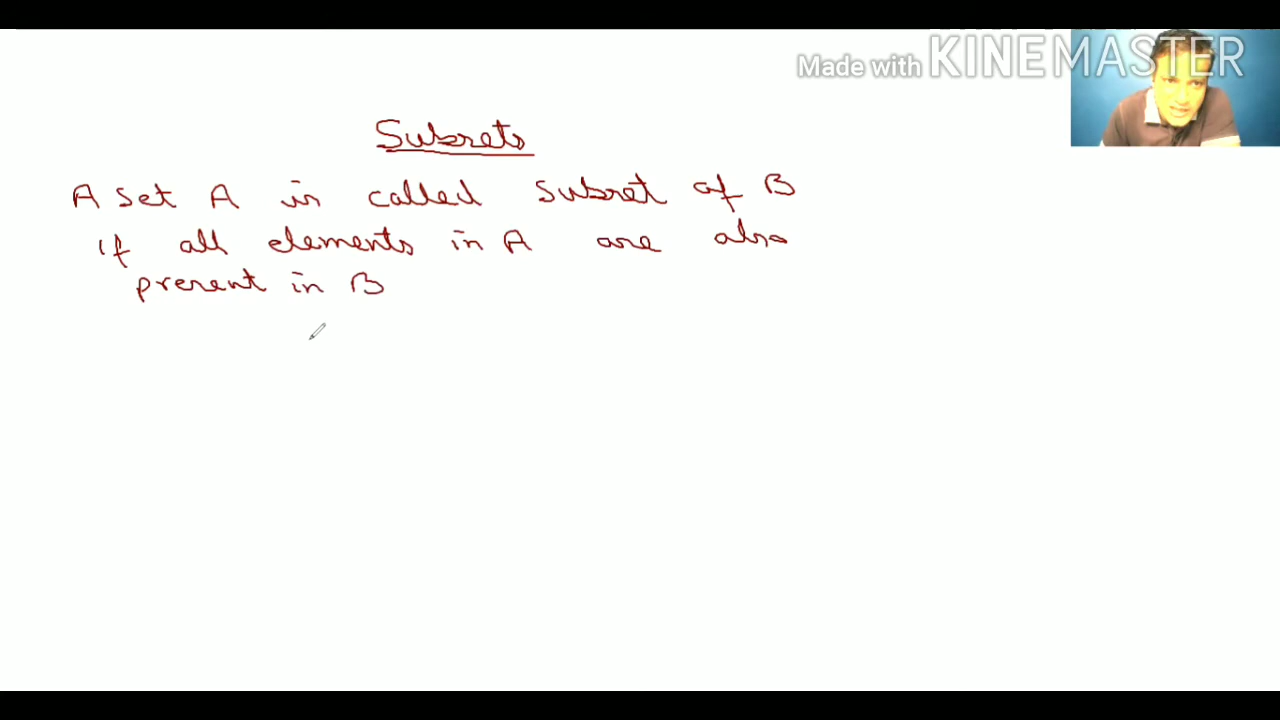 Made with KINEMASTER
Subsets
A set A is called Subset of B
if all elements in A are also
present in B